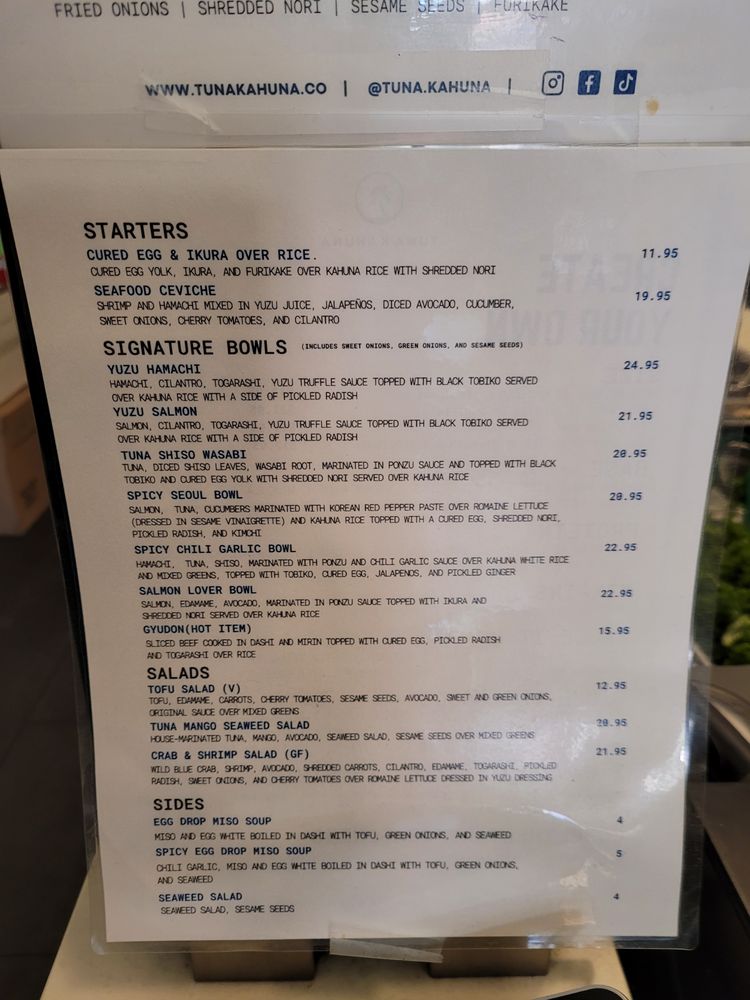 FRIED ONIONS | SHREDDED NORI | SESAME SEEDS | FURIKAKE
WWW.TUNAKAHUNA.CO | @TUNA.KAHUNA |
STARTERS
CURED EGG & IKURA OVER RICE. 11.95
CURED EGG YOLK, IKURA, AND FURIKAKE OVER KAHUNA RICE WITH SHREDDED NORI
SEAFOOD CEVICHE 19.95
SHRIMP AND HAMACHI MIXED IN YUZU JUICE, JALAPEÑOS, DICED AVOCADO, CUCUMBER,
SWEET ONIONS, CHERRY TOMATOES, AND CILANTRO
SIGNATURE BOWLS (INCLUDES SWEET ONIONS, GREEN ONIONS, AND SESAME SEEDS)
YUZU HAMACHI 24.95
HAMACHI, CILANTRO, TOGARASHI, YUZU TRUFFLE SAUCE TOPPED WITH BLACK TOBIKO SERVED
OVER KAHUNA RICE WITH A SIDE OF PICKLED RADISH
YUZU SALMON 21.95
SALMON, CILANTRO, TOGARASHI, YUZU TRUFFLE SAUCE TOPPED WITH BLACK TOBIKO SERVED
OVER KAHUNA RICE WITH A SIDE OF PICKLED RADISH
TUNA SHISO WASABI 20.95
TUNA, DICED SHISO LEAVES, WASABI ROOT, MARINATED IN PONZU SAUCE AND TOPPED WITH BLACK
TOBIKO AND CURED EGG YOLK WITH SHREDDED NORI SERVED OVER KAHUNA RICE
SPICY SEOUL BOWL 20.95
SALMON, TUNA, CUCUMBERS MARINATED WITH KOREAN RED PEPPER PASTE OVER ROMAINE LETTUCE
(DRESSED IN SESAME VINAIGRETTE) AND KAHUNA RICE TOPPED WITH A CURED EGG, SHREDDED NORI,
PICKLED RADISH, AND KIMCHI
SPICY CHILI GARLIC BOWL 22.95
HAMACHI, TUNA, SHISO, MARINATED WITH PONZU AND CHILI GARLIC SAUCE OVER KAHUNA WHITE RICE
AND MIXED GREENS, TOPPED WITH TOBIKO, CURED EGG, JALAPENOS, AND PICKLED GINGER
SALMON LOVER BOWL 22.95
SALMON, EDAMAME, AVOCADO, MARINATED IN PONZU SAUCE TOPPED WITH IKURA AND
SHREDDED NORI SERVED OVER KAHUNA RICE
GYUDON(HOT ITEM) 15.95
SLICED BEEF COOKED IN DASHI AND MIRIN TOPPED WITH CURED EGG, PICKLED RADISH
AND TOGARASHI OVER RICE
SALADS
TOFU SALAD (V) 12.95
TOFU, EDAMAME, CARROTS, CHERRY TOMATOES, SESAME SEEDS, AVOCADO, SWEET AND GREEN ONIONS,
ORIGINAL SAUCE OVER MIXED GREENS
TUNA MANGO SEAWEED SALAD 20.95
HOUSE-MARINATED TUNA, MANGO, AVOCADO, SEAWEED SALAD, SESAME SEEDS OVER MIXED GREENS
CRAB & SHRIMP SALAD (GF) 21.95
WILD BLUE CRAB, SHRIMP, AVOCADO, SHREDDED CARROTS, CILANTRO, EDAMAME, TOGARASHI, PICKLED
RADISH, SWEET ONIONS, AND CHERRY TOMATOES OVER ROMAINE LETTUCE DRESSED IN YUZU DRESSING
SIDES
EGG DROP MISO SOUP 4
MISO AND EGG WHITE BOILED IN DASHI WITH TOFU, GREEN ONIONS, AND SEAWEED
SPICY EGG DROP MISO SOUP 5
CHILI GARLIC, MISO AND EGG WHITE BOILED IN DASHI WITH TOFU, GREEN ONIONS,
AND SEAWEED
SEAWEED SALAD 4
SEAWEED SALAD, SESAME SEEDS